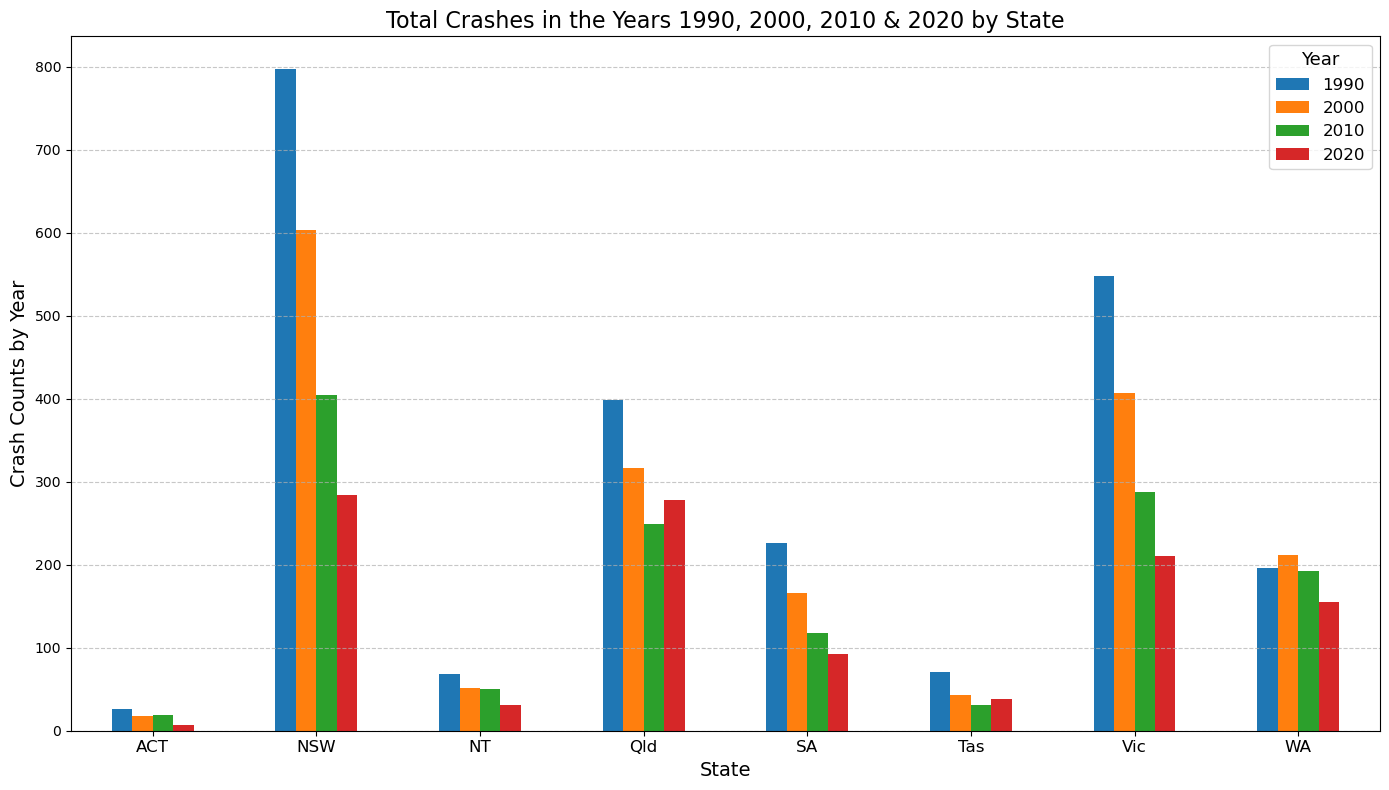 Total Crashes in the Years 1990, 2000, 2010 & 2020 by State
Year
1990
2000
2010
2020
Crash Counts by Year
800
700
600
500
400
300
200
100
0
ACT NSW NT Qld SA Tas Vic WA
State